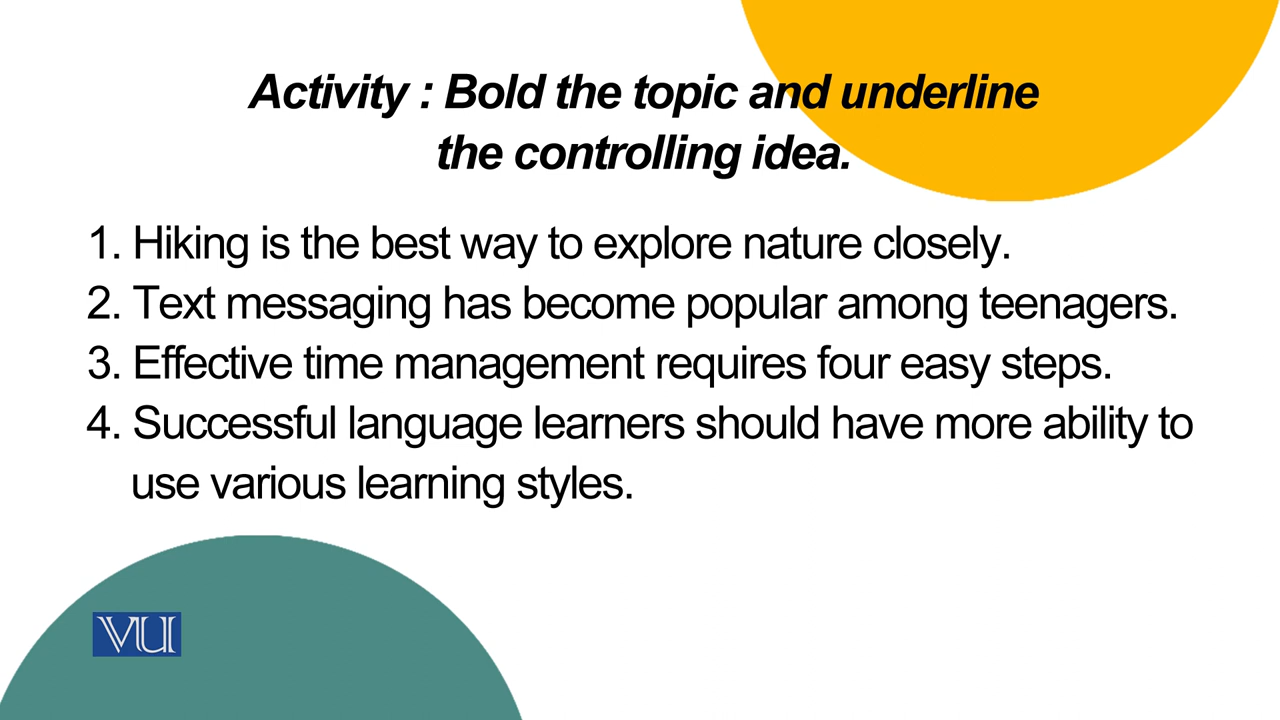 Activity : Bold the topic and underline
the controlling idea.
1. Hiking is the best way to explore nature closely.
2. Text messaging has become popular among teenagers.
3. Effective time management requires four easy steps.
4. Successful language learners should have more ability to
use various learning styles.
VU